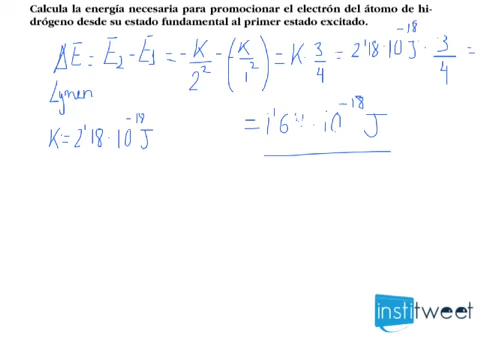 Calcula la energía necesaria para promocionar el electrón del átomo de hi-
drógeno desde su estado fundamental al primer estado excitado.
ΔE = E₂ - E₁ = -K/2² - (-K/1²) = K · 3/4 = 2'18 · 10⁻¹⁸ J · 3/4 =
Lymen
K = 2'18 · 10⁻¹⁸ J
= 1'64 · 10⁻¹⁸ J
institweet